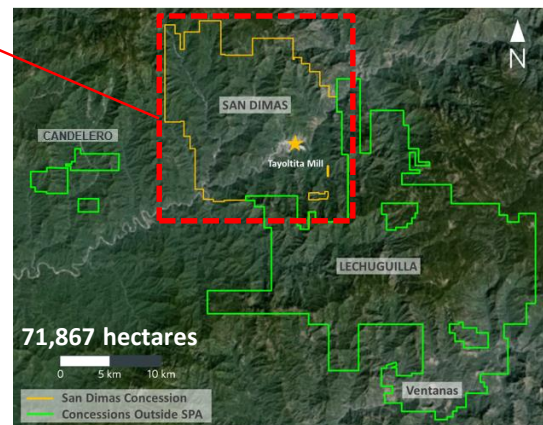 N
SAN DIMAS
CANDELERO
Tayoltita Mill
LECHUGUILLA
71,867 hectares
0 5 km 10 km
Ventanas
San Dimas Concession
Concessions Outside SPA